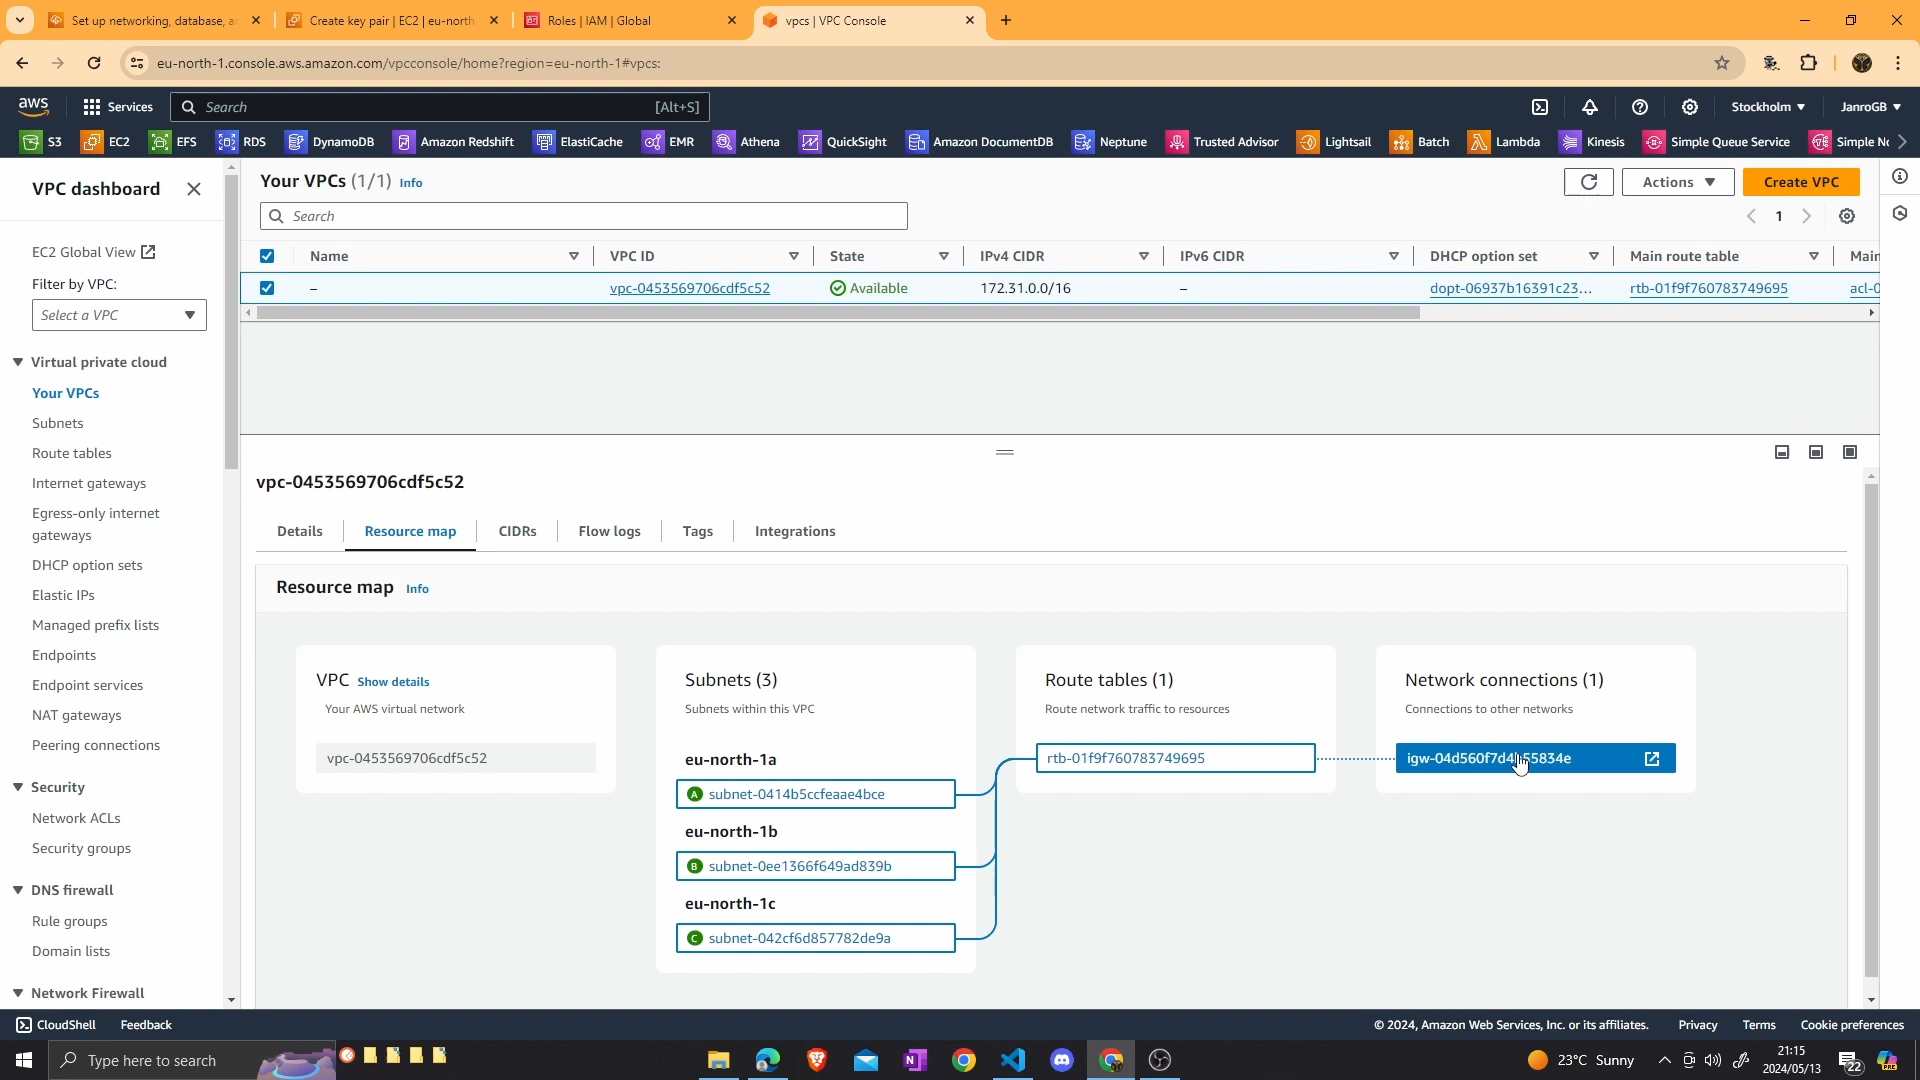 Set up networking, database, a
Create key pair | EC2 | eu-north-
Roles | IAM | Global
vpcs | VPC Console
eu-north-1.console.aws.amazon.com/vpcconsole/home?region=eu-north-1#vpcs:
aws
Services
Search
[Alt+S]
Stockholm
JanroGB
S3
EC2
EFS
RDS
DynamoDB
Amazon Redshift
ElastiCache
EMR
Athena
QuickSight
Amazon DocumentDB
Neptune
Trusted Advisor
Lightsail
Batch
Lambda
Kinesis
Simple Queue Service
Simple No
VPC dashboard
EC2 Global View
Filter by VPC:
Select a VPC
Virtual private cloud
Your VPCs
Subnets
Route tables
Internet gateways
Egress-only internet
gateways
DHCP option sets
Elastic IPs
Managed prefix lists
Endpoints
Endpoint services
NAT gateways
Peering connections
Security
Network ACLs
Security groups
DNS firewall
Rule groups
Domain lists
Network Firewall
Your VPCs (1/1) Info
Actions
Create VPC
Search
1
Name
VPC ID
State
IPv4 CIDR
IPv6 CIDR
DHCP option set
Main route table
Main
–
vpc-0453569706cdf5c52
Available
172.31.0.0/16
–
dopt-06937b16391c23...
rtb-01f9f760783749695
acl-0
vpc-0453569706cdf5c52
Details
Resource map
CIDRs
Flow logs
Tags
Integrations
Resource map Info
VPC Show details
Your AWS virtual network
vpc-0453569706cdf5c52
Subnets (3)
Subnets within this VPC
eu-north-1a
A subnet-0414b5ccfeaae4bce
eu-north-1b
B subnet-0ee1366f649ad839b
eu-north-1c
C subnet-042cf6d857782de9a
Route tables (1)
Route network traffic to resources
rtb-01f9f760783749695
Network connections (1)
Connections to other networks
CloudShell
Feedback
© 2024, Amazon Web Services, Inc. or its affiliates.
Privacy
Terms
Cookie preferences
Type here to search
23°C Sunny
21:15
2024/05/13
22
PRE